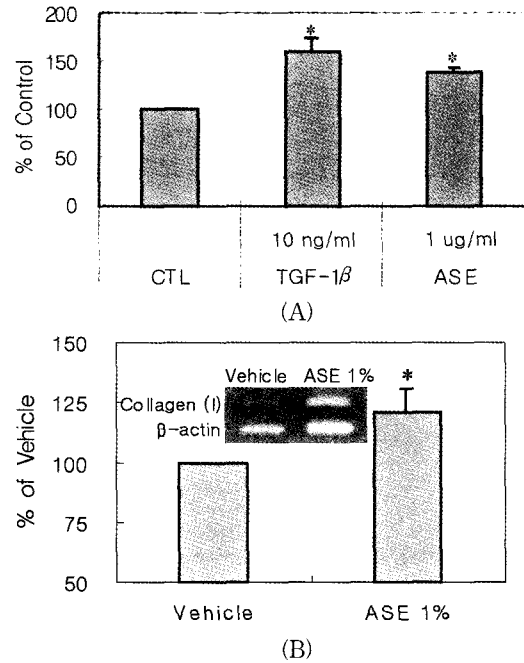 200
*
*
150
100
50
0
% of Control
10 ng/ml 1 ug/ml
CTL TGF-1β ASE
(A)
150
*
Vehicle ASE 1%
125
Collagen (I)
β-actin
100
75
50
% of Vehicle
Vehicle ASE 1%
(B)